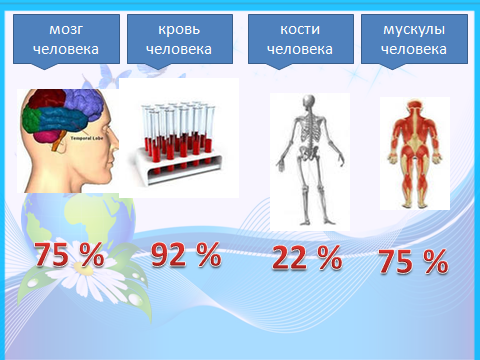 мозг
человека
кровь
человека
кости
человека
мускулы
человека
Temporal Lobe
75 %
92 %
22 %
75 %